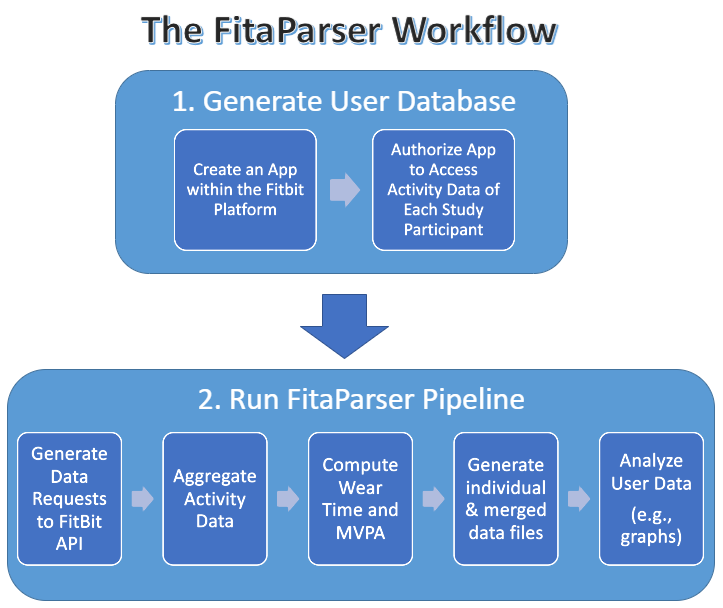 The FitaParser Workflow
1. Generate User Database
Create an App
within the Fitbit
Platform
Authorize App
to Access
Activity Data of
Each Study
Participant
2. Run FitaParser Pipeline
Generate
Data
Requests
to FitBit
API
Aggregate
Activity
Data
Compute
Wear
Time and
MVPA
Generate
individual
& merged
data files
Analyze
User Data
(e.g.,
graphs)